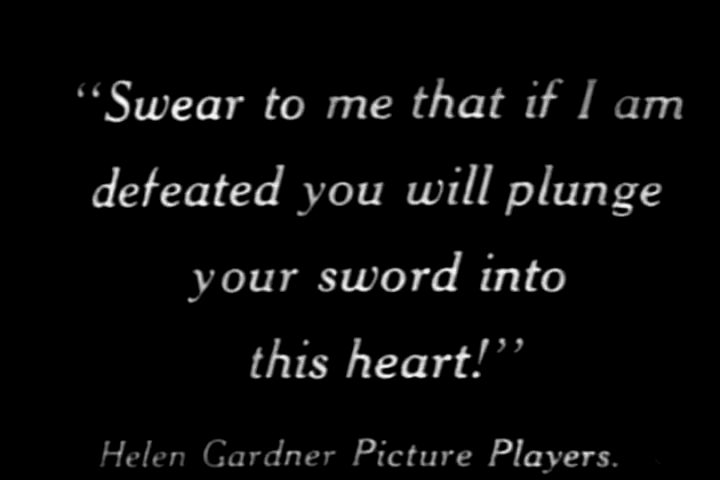 “Swear to me that if I am
defeated you will plunge
your sword into
this heart!”
Helen Gardner Picture Players.